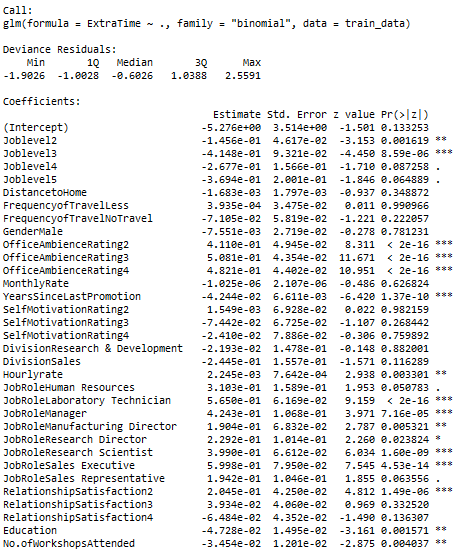 Call:
glm(formula = ExtraTime ~ ., family = "binomial", data = train_data)
Deviance Residuals:
Min 1Q Median 3Q Max
-1.9026 -1.0028 -0.6026 1.0388 2.5591
Coefficients:
Estimate Std. Error z value Pr(>|z|)
(Intercept) -5.276e+00 3.514e+00 -1.501 0.133253
Joblevel2 -1.456e-01 4.617e-02 -3.153 0.001619 **
Joblevel3 -4.148e-01 9.321e-02 -4.450 8.59e-06 ***
Joblevel4 -2.677e-01 1.566e-01 -1.710 0.087258 .
Joblevel5 -3.694e-01 2.001e-01 -1.846 0.064889 .
DistancetoHome -1.683e-03 1.797e-03 -0.937 0.348872
FrequencyofTravelLess 3.935e-04 3.475e-02 0.011 0.990966
FrequencyofTravelNoTravel -7.105e-02 5.819e-02 -1.221 0.222057
GenderMale -7.551e-03 2.719e-02 -0.278 0.781231
OfficeAmbienceRating2 4.110e-01 4.945e-02 8.311 < 2e-16 ***
OfficeAmbienceRating3 5.081e-01 4.354e-02 11.671 < 2e-16 ***
OfficeAmbienceRating4 4.821e-01 4.402e-02 10.951 < 2e-16 ***
MonthlyRate -1.025e-06 2.107e-06 -0.486 0.626824
YearsSinceLastPromotion -4.244e-02 6.611e-03 -6.420 1.37e-10 ***
SelfMotivationRating2 1.549e-03 6.928e-02 0.022 0.982159
SelfMotivationRating3 -7.442e-02 6.725e-02 -1.107 0.268442
SelfMotivationRating4 -2.410e-02 7.886e-02 -0.306 0.759892
DivisionResearch & Development -2.193e-02 1.478e-01 -0.148 0.882001
DivisionSales -2.445e-01 1.557e-01 -1.571 0.116289
Hourlyrate 2.245e-03 7.642e-04 2.938 0.003301 **
JobRoleHuman Resources 3.103e-01 1.589e-01 1.953 0.050783 .
JobRoleLaboratory Technician 5.650e-01 6.169e-02 9.159 < 2e-16 ***
JobRoleManager 4.243e-01 1.068e-01 3.971 7.16e-05 ***
JobRoleManufacturing Director 1.904e-01 6.832e-02 2.787 0.005321 **
JobRoleResearch Director 2.292e-01 1.014e-01 2.260 0.023824 *
JobRoleResearch Scientist 3.990e-01 6.612e-02 6.034 1.60e-09 ***
JobRoleSales Executive 5.998e-01 7.950e-02 7.545 4.53e-14 ***
JobRoleSales Representative 1.942e-01 1.046e-01 1.855 0.063556 .
RelationshipSatisfaction2 2.045e-01 4.250e-02 4.812 1.49e-06 ***
RelationshipSatisfaction3 3.934e-02 4.060e-02 0.969 0.332520
RelationshipSatisfaction4 -6.484e-02 4.352e-02 -1.490 0.136307
Education -4.728e-02 1.495e-02 -3.161 0.001571 **
No.ofWorkshopsAttended -3.454e-02 1.201e-02 -2.875 0.004037 **